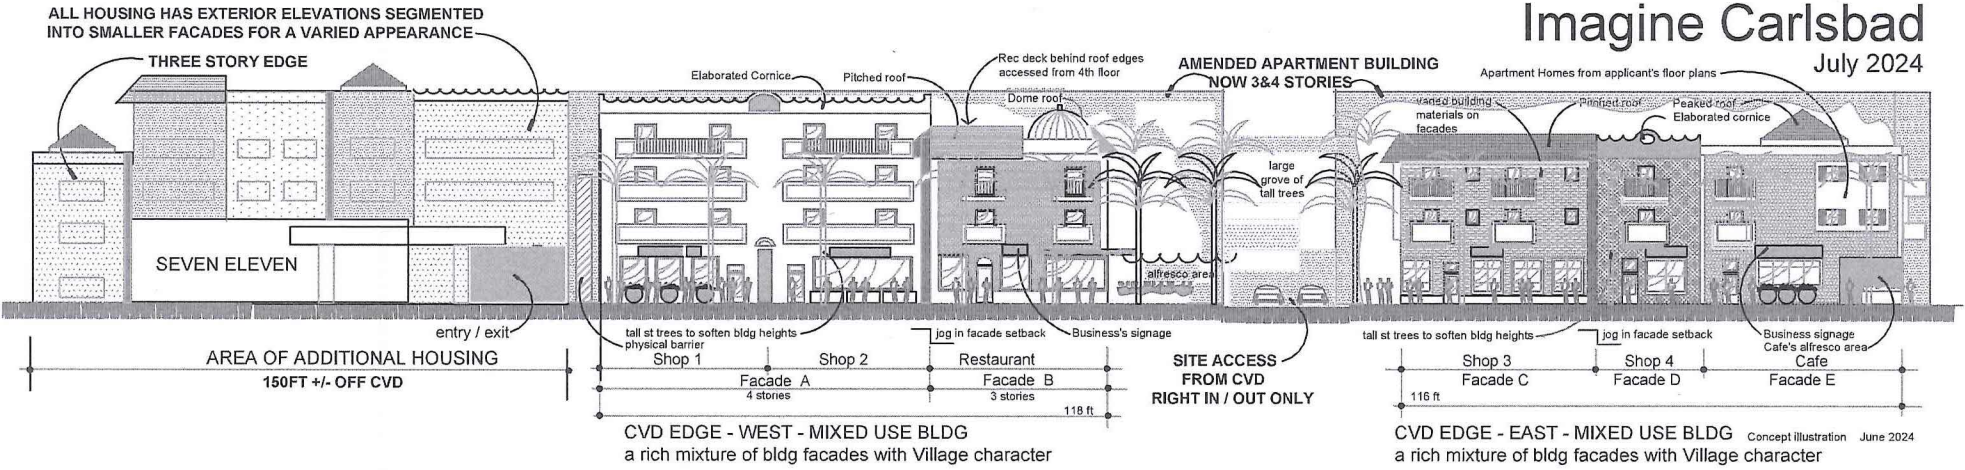 ALL HOUSING HAS EXTERIOR ELEVATIONS SEGMENTED
INTO SMALLER FACADES FOR A VARIED APPEARANCE
THREE STORY EDGE
Imagine Carlsbad
July 2024
Elaborated Cornice
Pitched roof
Rec deck behind roof edges
accessed from 4th floor
Dome roof
AMENDED APARTMENT BUILDING
NOW 3&4 STORIES
Apartment Homes from applicant's floor plans
varied building
materials on
facades
Pitched roof
Peaked roof
Elaborated cornice
large
grove of
tall trees
SEVEN ELEVEN
alfresco area
entry / exit
tall st trees to soften bldg heights
physical barrier
jog in facade setback
Business's signage
tall st trees to soften bldg heights
jog in facade setback
Business signage
Cafe's alfresco area
AREA OF ADDITIONAL HOUSING
150FT +/- OFF CVD
Shop 1
Shop 2
Restaurant
Facade A
4 stories
Facade B
3 stories
118 ft
SITE ACCESS
FROM CVD
RIGHT IN / OUT ONLY
Shop 3
Shop 4
Cafe
Facade C
Facade D
Facade E
116 ft
CVD EDGE - WEST - MIXED USE BLDG
a rich mixture of bldg facades with Village character
CVD EDGE - EAST - MIXED USE BLDG
Concept illustration June 2024
a rich mixture of bldg facades with Village character